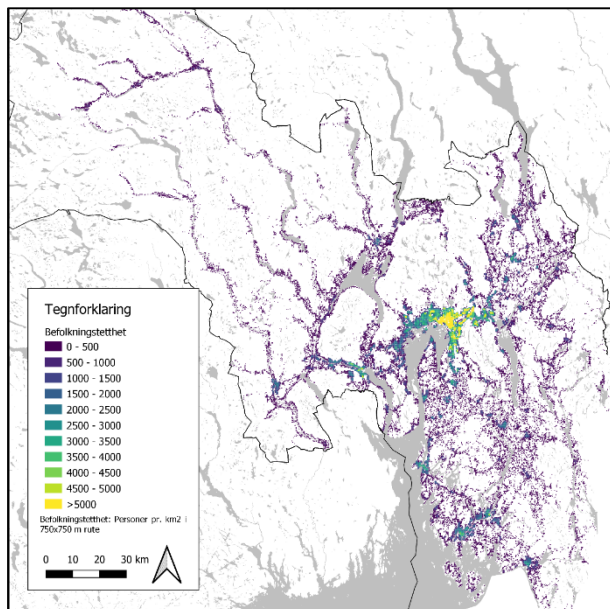 Tegnforklaring
Befolkningstetthet
0 - 500
500 - 1000
1000 - 1500
1500 - 2000
2000 - 2500
2500 - 3000
3000 - 3500
3500 - 4000
4000 - 4500
4500 - 5000
>5000
Befolkningstetthet: Personer pr. km2 i
750x750 m rute
0 10 20 30 km